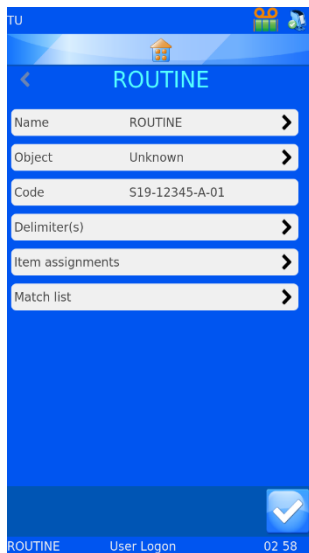 TU
ROUTINE
Name ROUTINE
Object Unknown
Code S19-12345-A-01
Delimiter(s)
Item assignments
Match list
ROUTINE User Logon 02 58